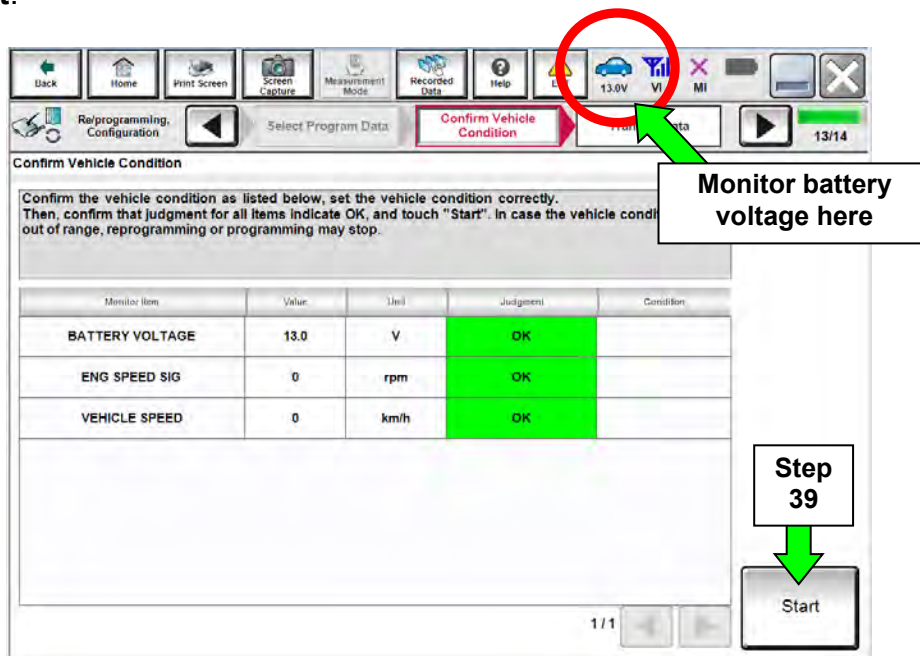 t.
Back Home Print Screen Screen Capture Measurement Mode Recorded Data Help 13.0V VI MI
Re/programming, Configuration Select Program Data Confirm Vehicle Condition 13/14
Confirm Vehicle Condition
Monitor battery voltage here
Confirm the vehicle condition as listed below, set the vehicle condition correctly.
Then, confirm that judgment for all items indicate OK, and touch "Start". In case the vehicle
out of range, reprogramming or programming may stop.
Monitor Item Value Unit Judgment Condition
BATTERY VOLTAGE 13.0 V OK
ENG SPEED SIG 0 rpm OK
VEHICLE SPEED 0 km/h OK
Step
39
Start
1/1